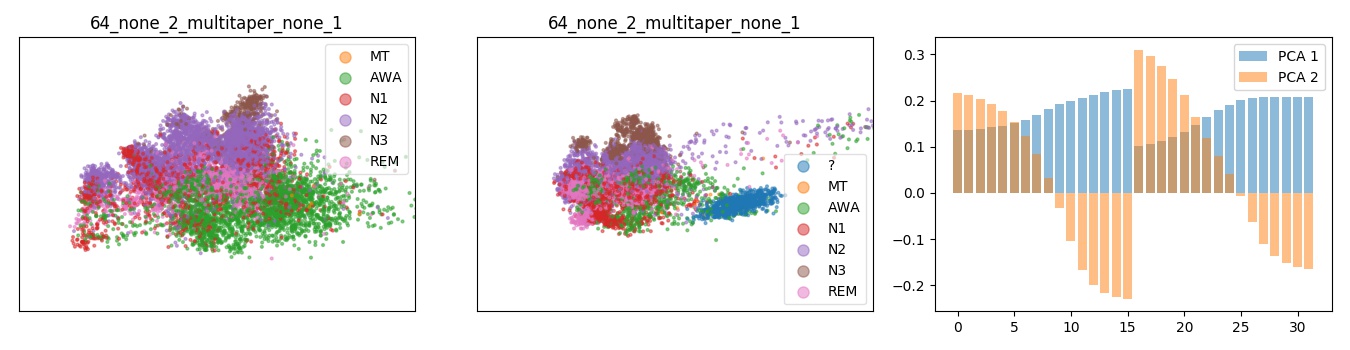 64_none_2_multitaper_none_1
MT
AWA
N1
N2
N3
REM
64_none_2_multitaper_none_1
?
MT
AWA
N1
N2
N3
REM
PCA 1
PCA 2
0.3
0.2
0.1
0.0
−0.1
−0.2
0 5 10 15 20 25 30